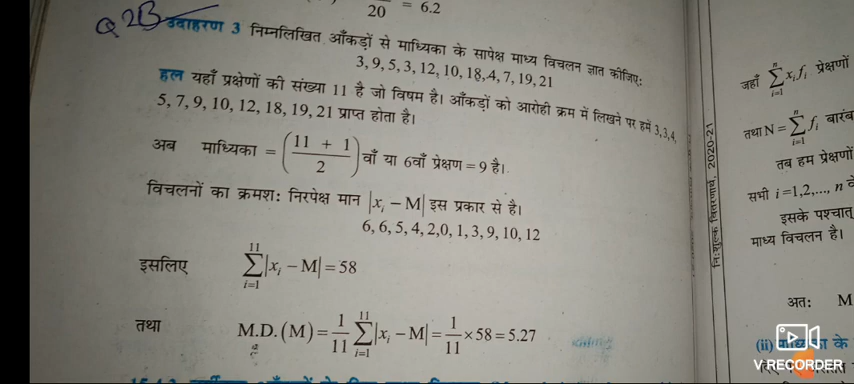 20 = 6.2
Q 2B
उदाहरण 3 निम्नलिखित आँकड़ों से माध्यिका के सापेक्ष माध्य विचलन ज्ञात कीजिए:
3, 9, 5, 3, 12, 10, 18, 4, 7, 19, 21
हल यहाँ प्रक्षेणों की संख्या 11 है जो विषम है। आँकड़ों को आरोही क्रम में लिखने पर हमें 3,3,4,
5, 7, 9, 10, 12, 18, 19, 21 प्राप्त होता है।
अब माध्यिका = ((11 + 1)/2) वाँ या 6वाँ प्रेक्षण = 9 है।
विचलनों का क्रमश: निरपेक्ष मान |xᵢ – M| इस प्रकार से है।
6, 6, 5, 4, 2,0, 1, 3, 9, 10, 12
इसलिए ∑ᵢ₌₁¹¹ |xᵢ – M| = 58
तथा M.D. (M) = 1/11 ∑ᵢ₌₁¹¹ |xᵢ – M| = 1/11 × 58 = 5.27
नि:शुल्क वितरणार्थ, 2020-21
जहाँ ∑ᵢ₌₁ⁿ xᵢfᵢ प्रेक्षणों
तथा N = ∑ᵢ₌₁ⁿ fᵢ बारंब
तब हम प्रेक्षणों
सभी i =1,2,..., n
इसके पश्चात्
माध्य विचलन है।
अत: M
(ii) के
V RECORDER